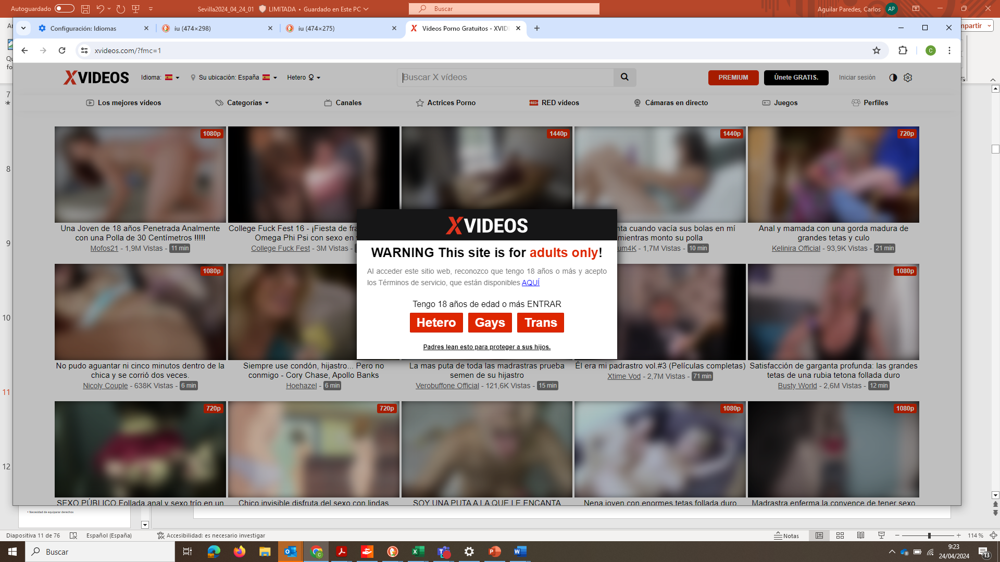 Autoguardado
Sevilla2024_04_24_01
LIMITADA • Guardado en Este PC
Buscar
Aguilar Paredes, Carlos
AP
Configuración: Idiomas
iu (474×298)
iu (474×275)
Vídeos Porno Gratuitos - XVID
xvideos.com/?fmc=1
C
XVIDEOS
Idioma:
Su ubicación: España
Hetero
Buscar X vídeos
PREMIUM
Únete GRATIS.
Iniciar sesión
Los mejores vídeos
Categorías
Canales
Actrices Porno
RED
RED vídeos
Cámaras en directo
Juegos
Perfiles
1080p
1440p
1440p
720p
Una Joven de 18 años Penetrada Analmente
con una Polla de 30 Centímetros !!!!!
Mofos21 - 1,9M Vistas - 11 min
College Fuck Fest 16 - ¡Fiesta de fra
Omega Phi Psi con sexo en
College Fuck Fest - 3M Vistas -
nta cuando vacía sus bolas en mí
mientras monto su polla
um4K - 1,7M Vistas - 10 min
Anal y mamada con una gorda madura de
grandes tetas y culo
Kelinira Official - 93,9K Vistas - 21 min
XVIDEOS
WARNING This site is for adults only!
Al acceder este sitio web, reconozco que tengo 18 años o más y acepto
los Términos de servicio, que están disponibles AQUÍ
Tengo 18 años de edad o más ENTRAR
Hetero
Gays
Trans
Padres lean esto para proteger a sus hijos.
1080p
1080p
No pudo aguantar ni cinco minutos dentro de la
chica y se corrió dos veces.
Nicoly Couple - 638K Vistas - 6 min
Siempre use condón, hijastro... Pero no
conmigo - Cory Chase, Apollo Banks
Hoehazel - 6 min
La mas puta de toda las madrastras prueba
semen de su hijastro
Verobuffone Official - 121,6K Vistas - 15 min
Él era mi padrastro vol.#3 (Películas completas)
Xtime Vod - 2,7M Vistas - 71 min
Satisfacción de garganta profunda: las grandes
tetas de una rubia tetona follada duro
Busty World - 2,6M Vistas - 12 min
720p
720p
1080p
1080p
SEXO PÚBLICO Follada anal y sexo trío en un
Chico invisible disfruta del sexo con lindas
SOY UNA PUTA A LA QUE LE ENCANTA
Nena joven con enormes tetas follada duro
Madrastra enferma la convence de tener sexo
7
8
9
10
11
12
mpartir
• Necesidad de equiparar derechos
Diapositiva 11 de 76
Español (España)
Accesibilidad: es necesario investigar
Notas
114 %
Buscar
9:23
24/04/2024
13